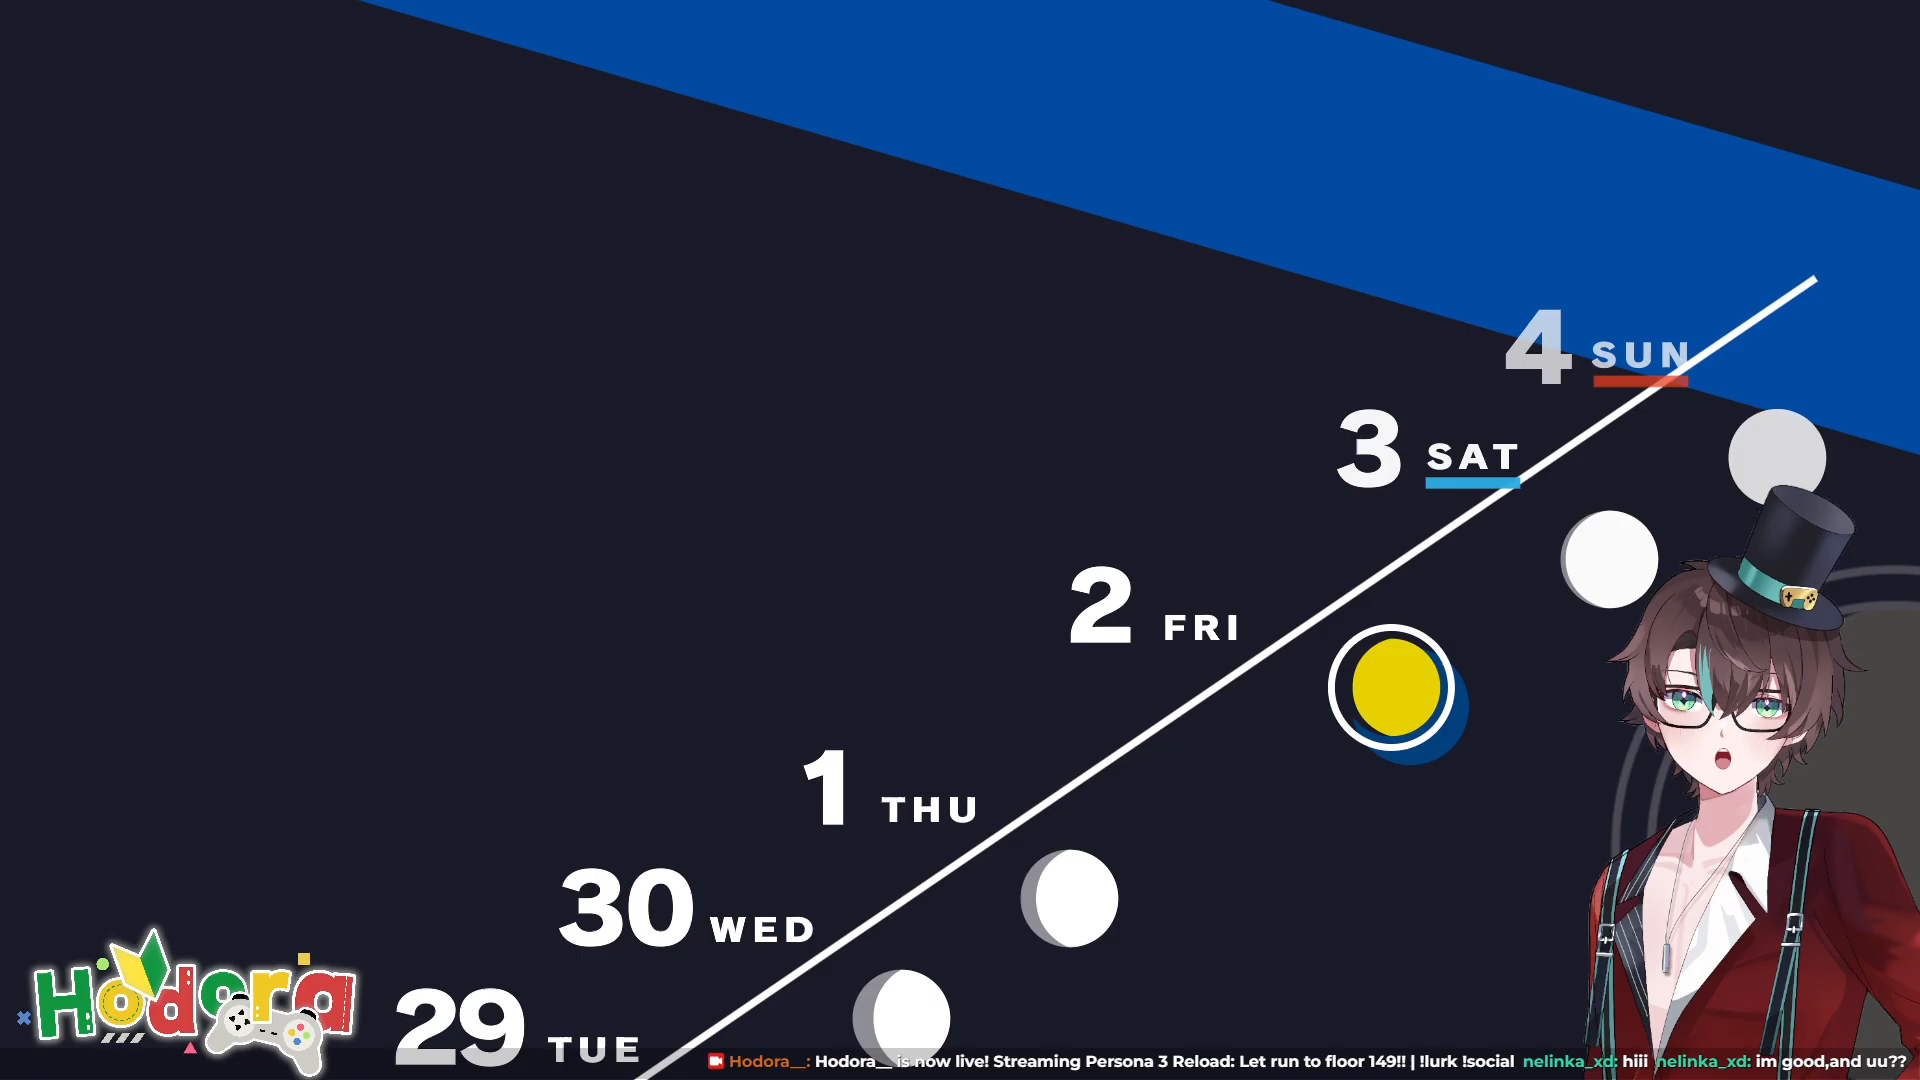 4 SUN
3 SAT
2 FRI
1 THU
30 WED
29 TUE
Hodora
Hodora__: Hodora__ is now live! Streaming Persona 3 Reload: Let run to floor 149!! | !lurk !social nelinka_xd: hiii nelinka_xd: im good,and uu??